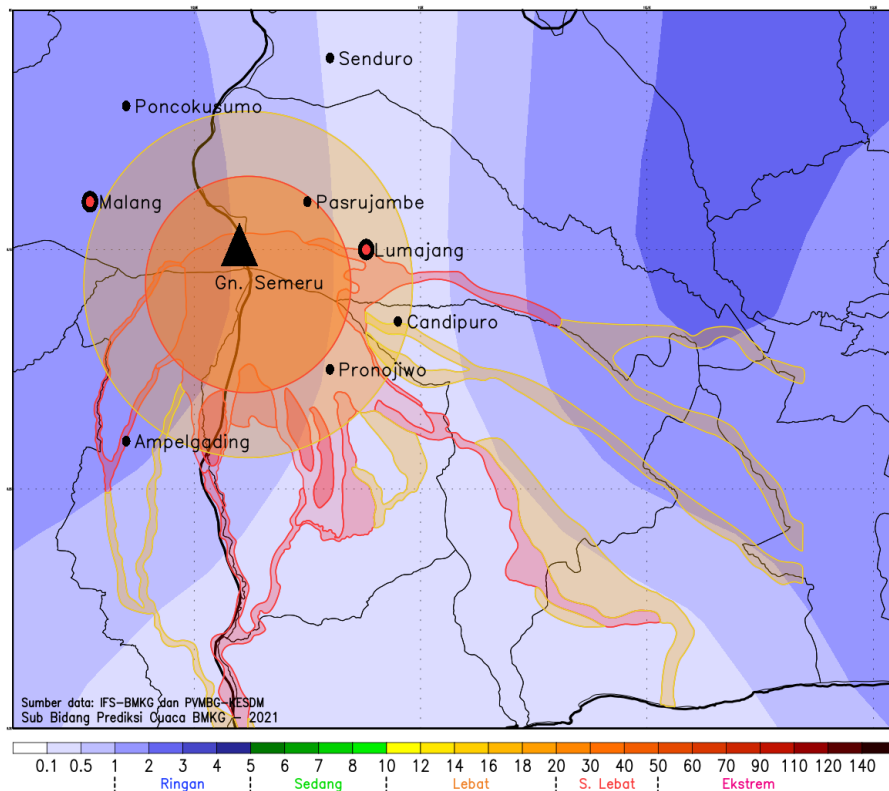 Senduro
Poncokusumo
Malang
Pasrujambe
Lumajang
Gn. Semeru
Candipuro
Pronojiwo
Ampelgading
Sumber data: IFS-BMKG dan PVMBG-KESDM
Sub Bidang Prediksi Cuaca BMKG - 2021
0.1 0.5 1 2 3 4 5 6 7 8 10 12 14 16 18 20 30 40 50 60 70 90 110 120 140
Ringan Sedang Lebat S. Lebat Ekstrem